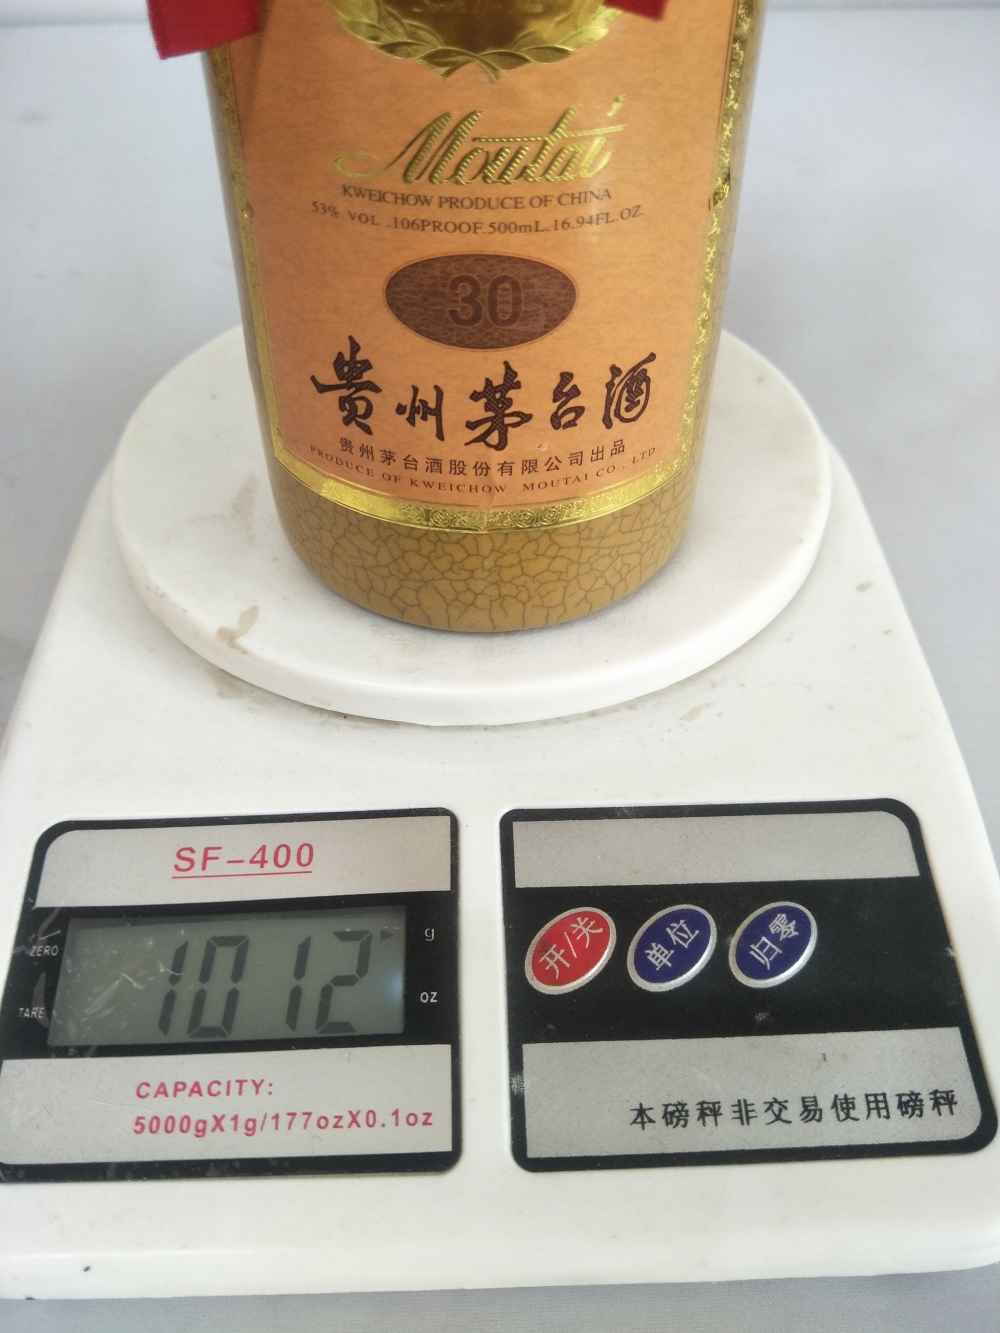 Moutai
KWEICHOW PRODUCE OF CHINA
53% VOL .106PROOF.500mL.16.94FL.OZ
30
贵州茅台酒
贵州茅台酒股份有限公司出品
PRODUCE OF KWEICHOW MOUTAI CO., LTD
SF-400
ZERO
g
1012
TARE
oz
CAPACITY:
5000gX1g/177ozX0.1oz
开/关
单位
归零
本磅秤非交易使用磅秤